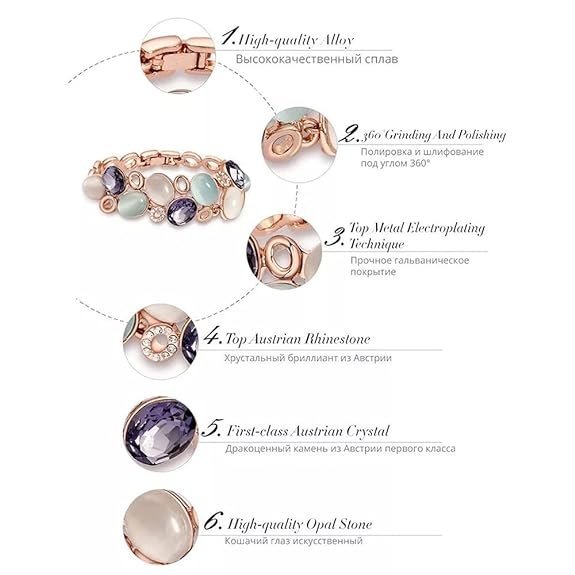 1. High-quality Alloy
Высококачественный сплав
2. 360 Grinding And Polishing
Полировка и шлифование
под углом 360°
3. Top Metal Electroplating
Technique
Прочное гальваническое
покрытие
4. Top Austrian Rhinestone
Хрустальный бриллиант из Австрии
5. First-class Austrian Crystal
Дракоценный камень из Австрии первого класса
6. High-quality Opal Stone
Кошачий глаз искусственный